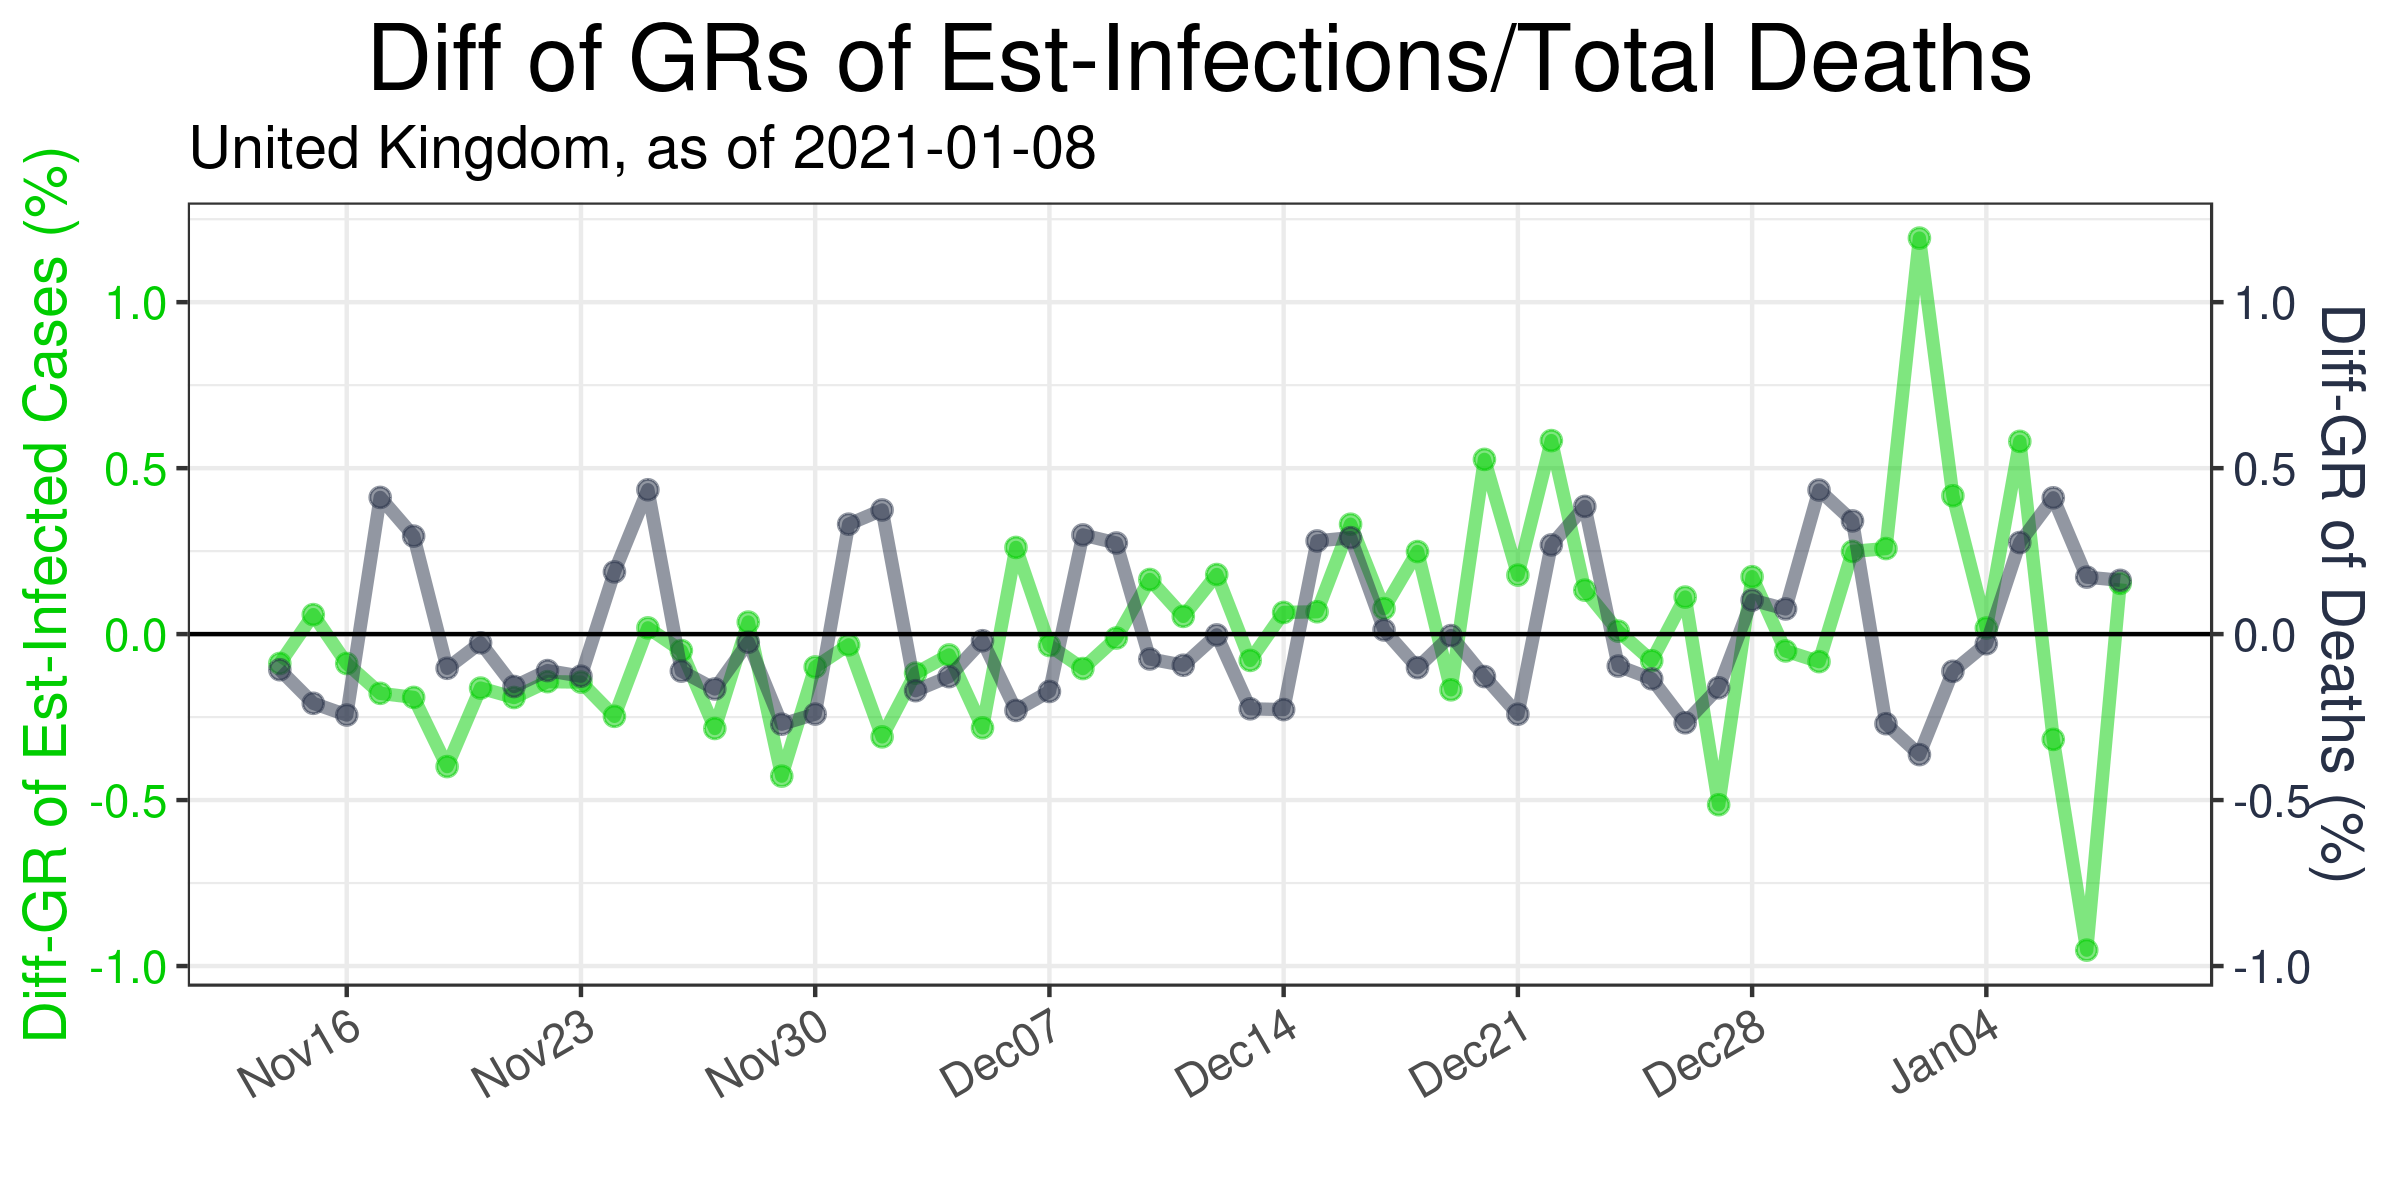 Diff of GRs of Est-Infections/Total Deaths
United Kingdom, as of 2021-01-08
Diff-GR of Est-Infected Cases (%)
1.0
0.5
0.0
-0.5
-1.0
1.0
0.5
0.0
-0.5
-1.0
Diff-GR of Deaths (%)
Nov16
Nov23
Nov30
Dec07
Dec14
Dec21
Dec28
Jan04